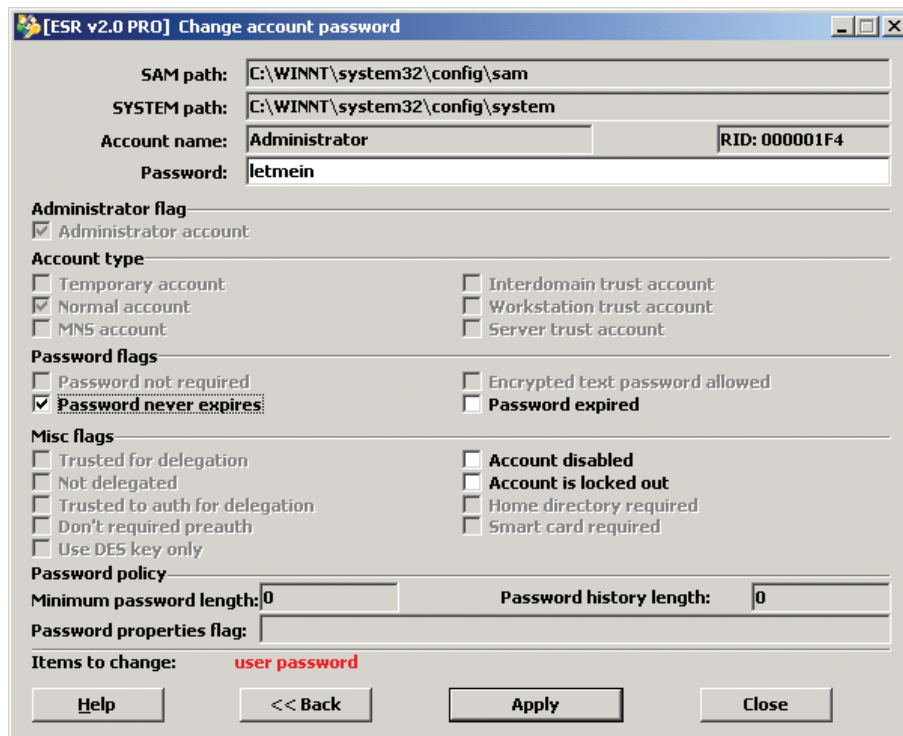 [ESR v2.0 PRO] Change account password
SAM path: C:\WINNT\system32\config\sam
SYSTEM path: C:\WINNT\system32\config\system
Account name: Administrator RID: 000001F4
Password: letmein
Administrator flag
Administrator account
Account type
Temporary account Interdomain trust account
Normal account Workstation trust account
MNS account Server trust account
Password flags
Password not required Encrypted text password allowed
Password never expires Password expired
Misc flags
Trusted for delegation Account disabled
Not delegated Account is locked out
Trusted to auth for delegation Home directory required
Don't required preauth Smart card required
Use DES key only
Password policy
Minimum password length: 0 Password history length: 0
Password properties flag:
Items to change: user password
Help << Back Apply Close